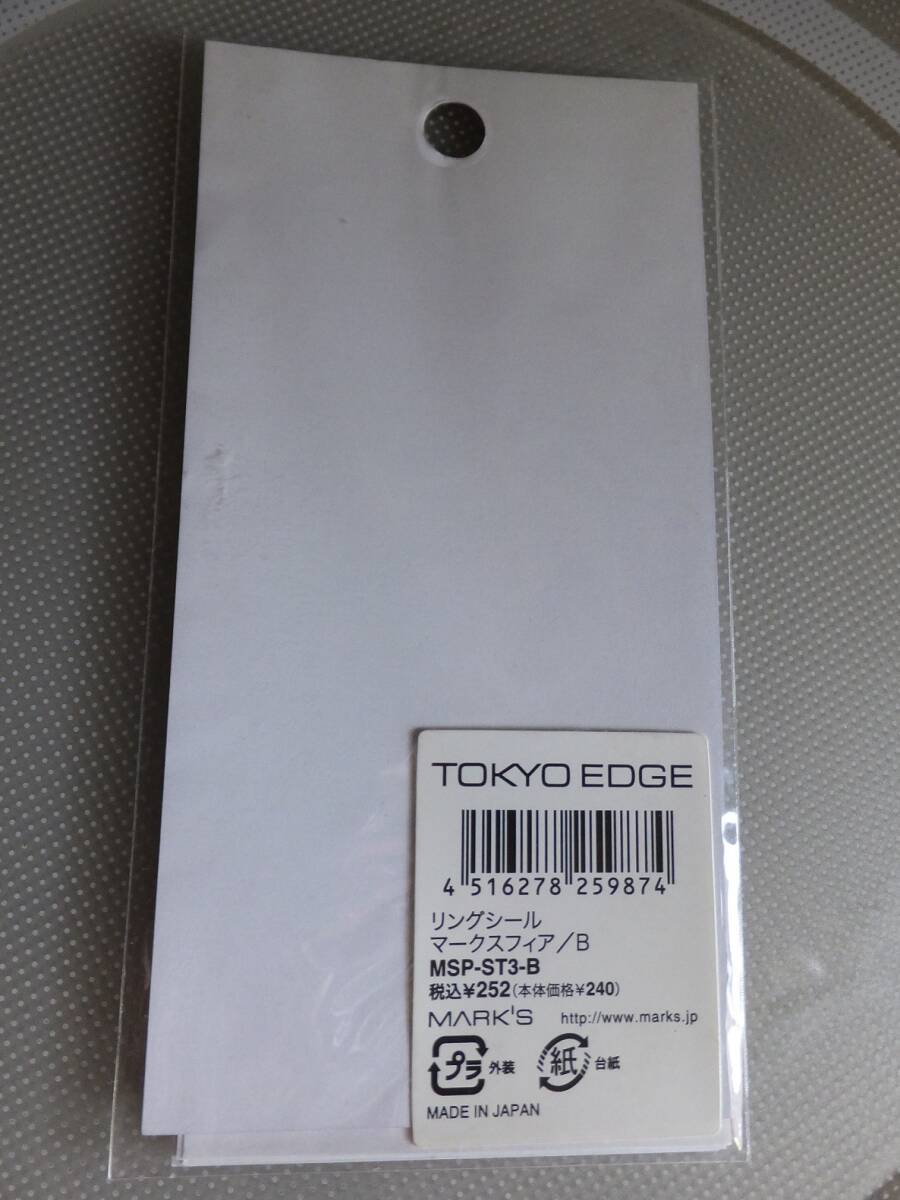 TOKYO EDGE
4 516278 259874
リングシール
マークスフィア/B
MSP-ST3-B
税込¥252(本体価格¥240)
MARK'S http://www.marks.jp
プラ 外装 紙 台紙
MADE IN JAPAN